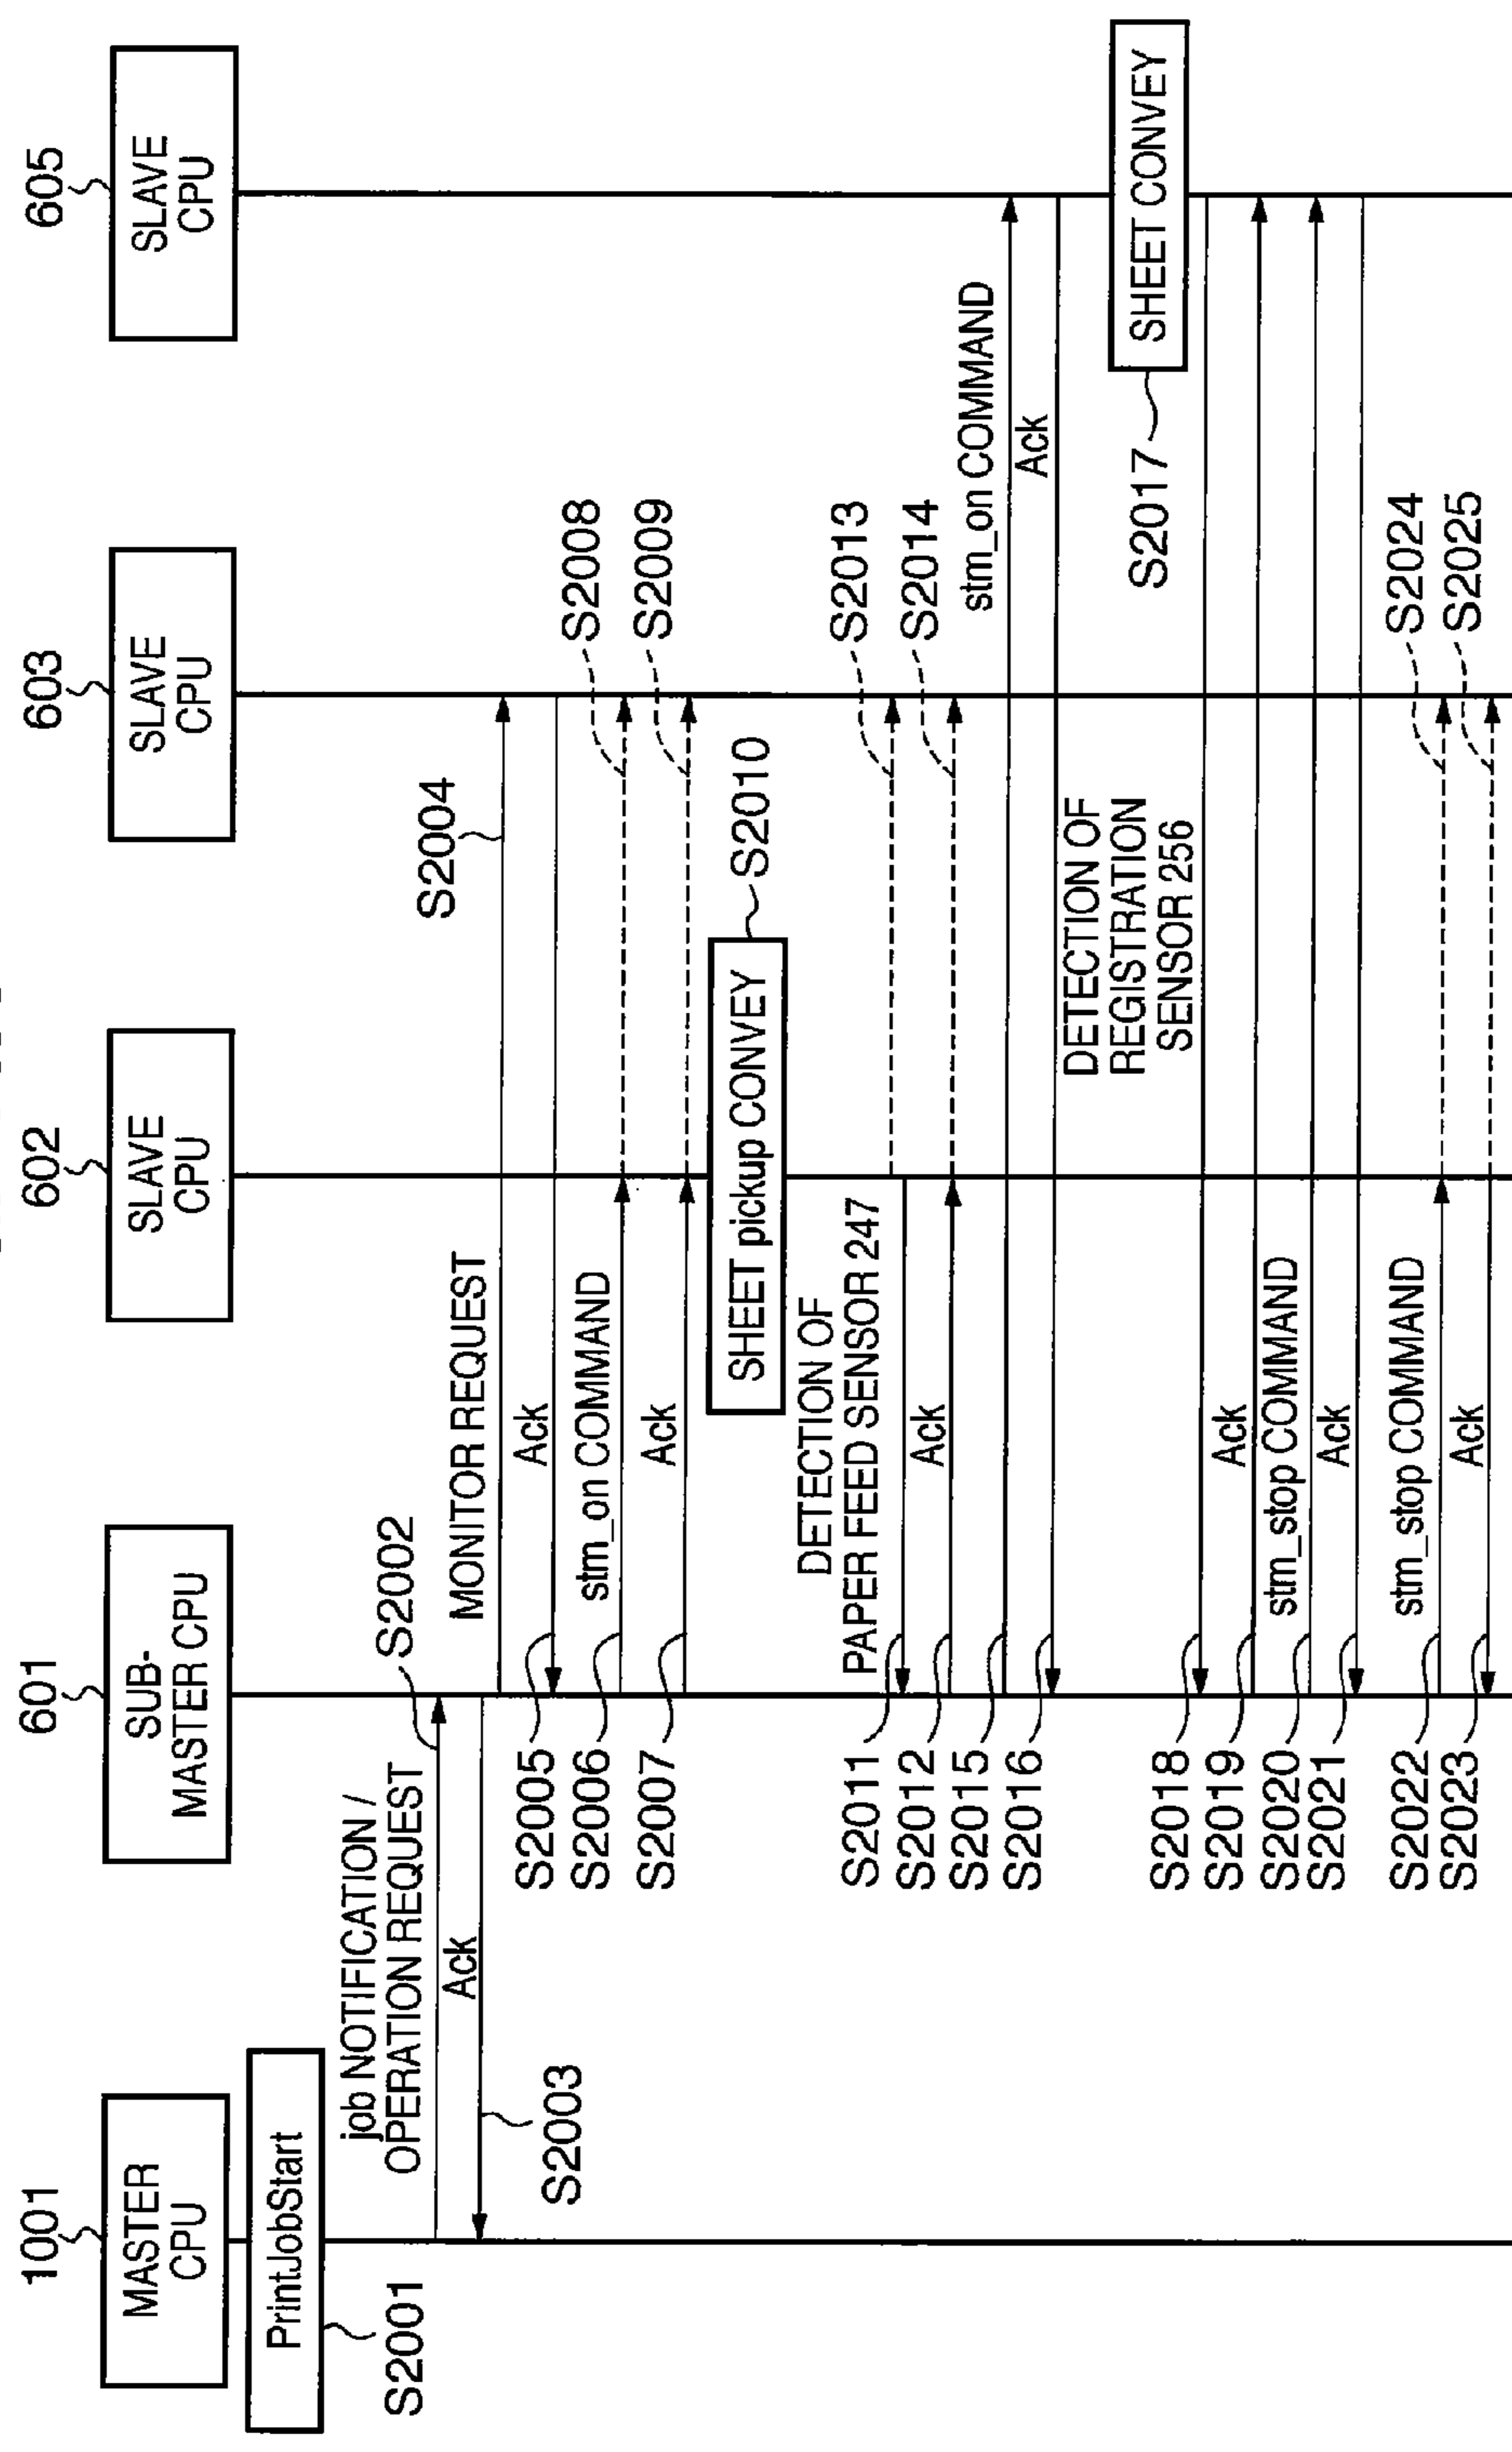 1001
MASTER
CPU
601
SUB-
MASTER CPU
602
SLAVE
CPU
603
SLAVE
CPU
605
SLAVE
CPU
PrintJobStart
S2001
job NOTIFICATION /
OPERATION REQUEST
S2002
Ack
S2003
MONITOR REQUEST
S2004
Ack
S2005
stm_on COMMAND
S2006
S2008
Ack
S2007
S2009
SHEET pickup CONVEY
S2010
DETECTION OF
PAPER FEED SENSOR 247
S2011
S2013
Ack
S2012
S2014
stm_on COMMAND
S2015
Ack
S2016
SHEET CONVEY
S2017
DETECTION OF
REGISTRATION
SENSOR 256
S2018
Ack
S2019
stm_stop COMMAND
S2020
Ack
S2021
stm_stop COMMAND
S2022
S2024
Ack
S2023
S2025